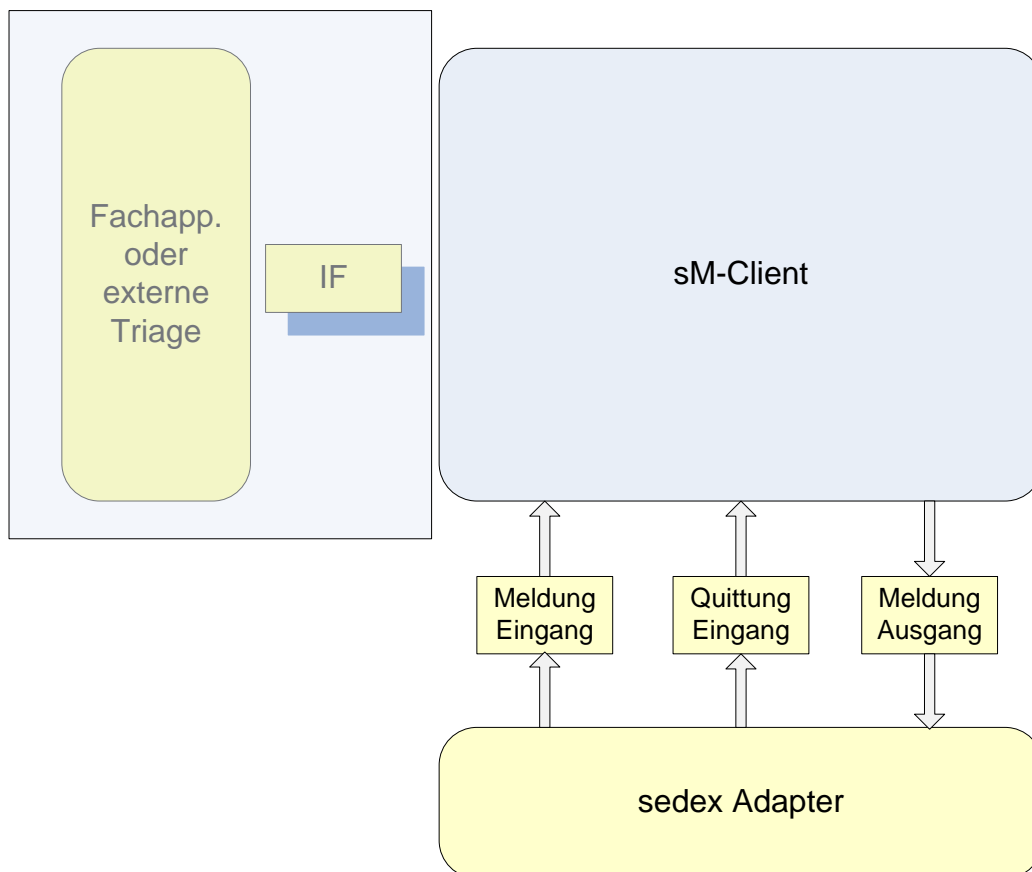 Fachapp.
oder
externe
Triage
IF
sM-Client
Meldung
Eingang
Quittung
Eingang
Meldung
Ausgang
sedex Adapter